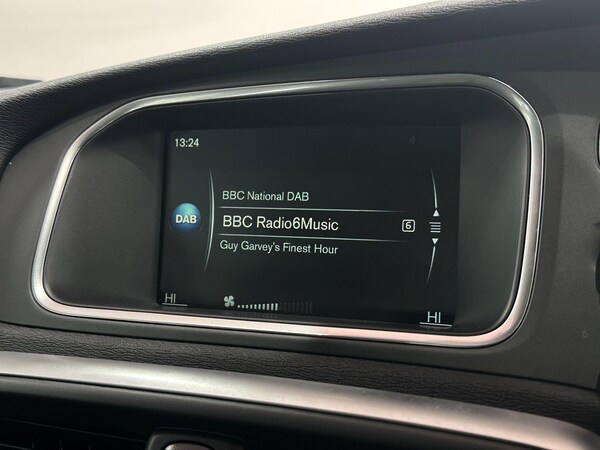 13:24
BBC National DAB
DAB
BBC Radio6Music
6
Guy Garvey's Finest Hour
HI
HI